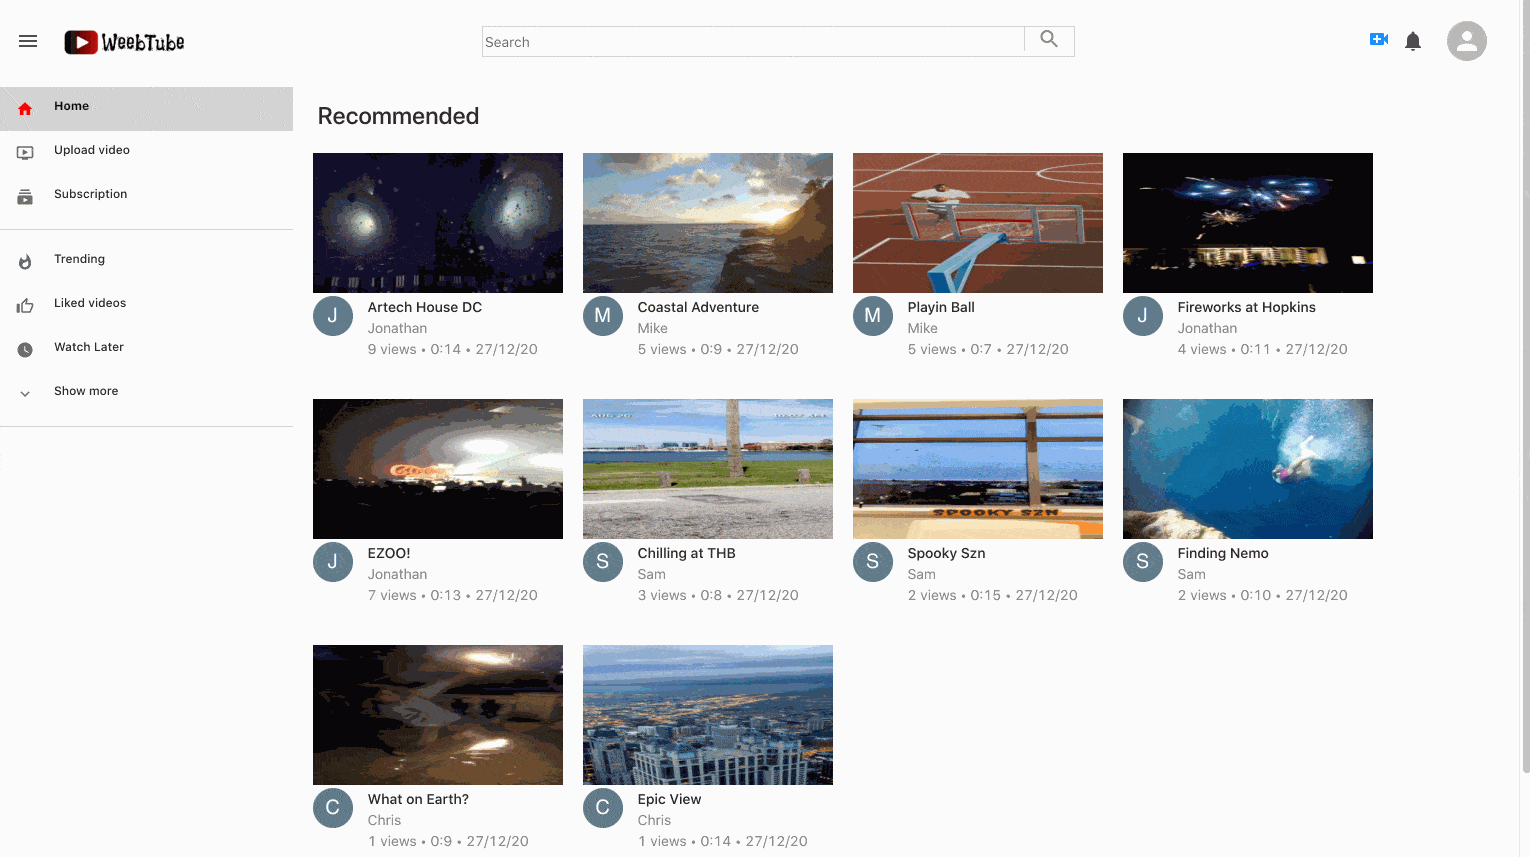 WeebTube
Search
Home
Upload video
Subscription
Trending
Liked videos
Watch Later
Show more
Recommended
J
Artech House DC
Jonathan
9 views • 0:14 • 27/12/20
M
Coastal Adventure
Mike
5 views • 0:9 • 27/12/20
M
Playin Ball
Mike
5 views • 0:7 • 27/12/20
J
Fireworks at Hopkins
Jonathan
4 views • 0:11 • 27/12/20
SPOOKY SZN
J
EZOO!
Jonathan
7 views • 0:13 • 27/12/20
S
Chilling at THB
Sam
3 views • 0:8 • 27/12/20
S
Spooky Szn
Sam
2 views • 0:15 • 27/12/20
S
Finding Nemo
Sam
2 views • 0:10 • 27/12/20
C
What on Earth?
Chris
1 views • 0:9 • 27/12/20
C
Epic View
Chris
1 views • 0:14 • 27/12/20